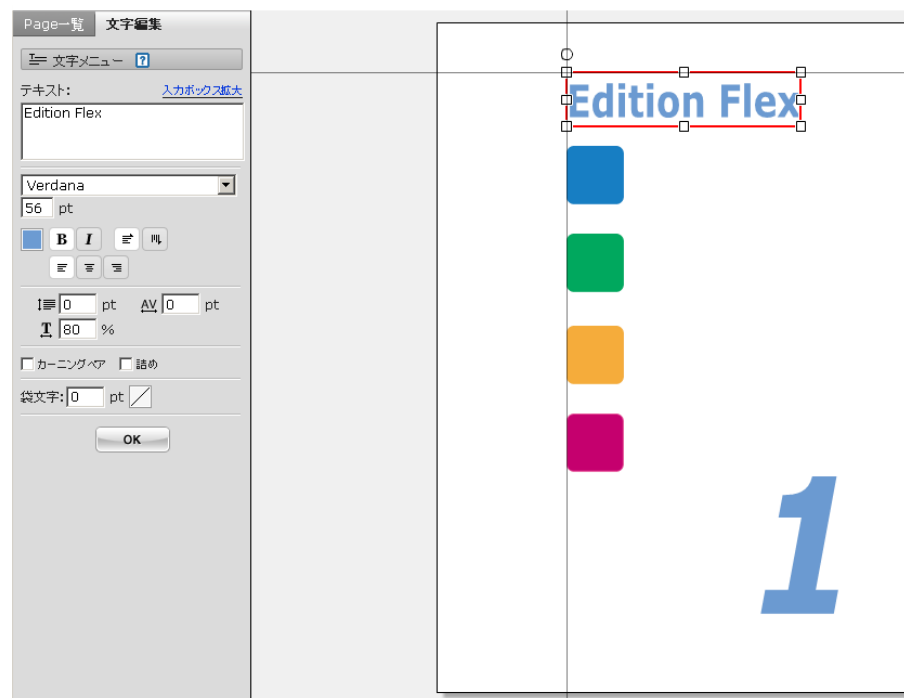 Page一覧 文字編集
文字メニュー ?
テキスト: 入力ボックス拡大
Edition Flex
Verdana
56 pt
B I
0 pt AV 0 pt
T 80 %
カーニングペア 詰め
袋文字: 0 pt
OK
Edition Flex
1